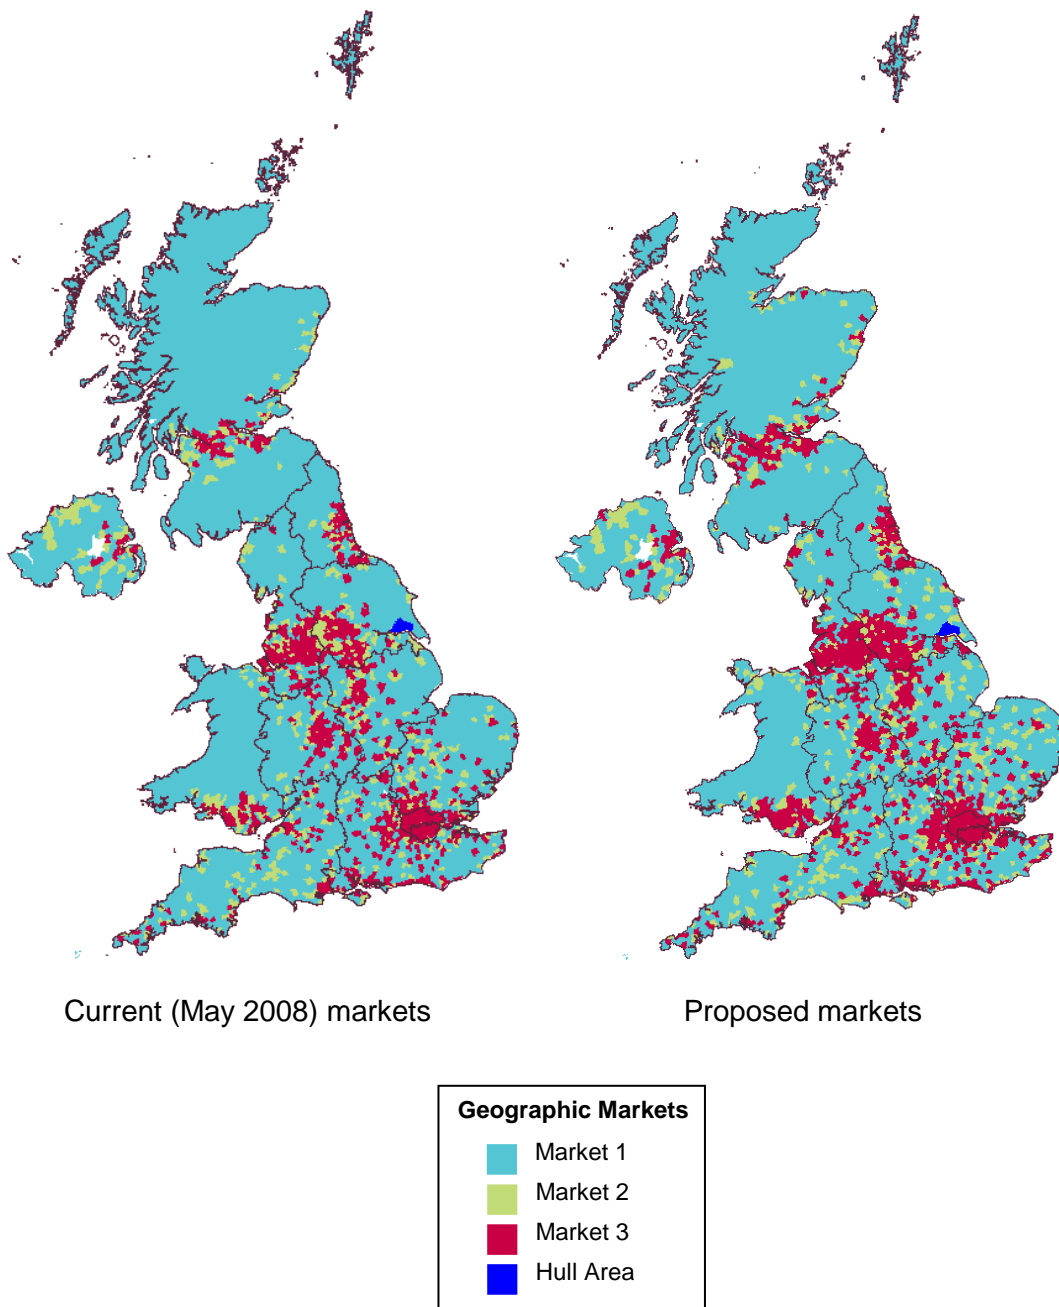 Current (May 2008) markets
Proposed markets
Geographic Markets
Market 1
Market 2
Market 3
Hull Area